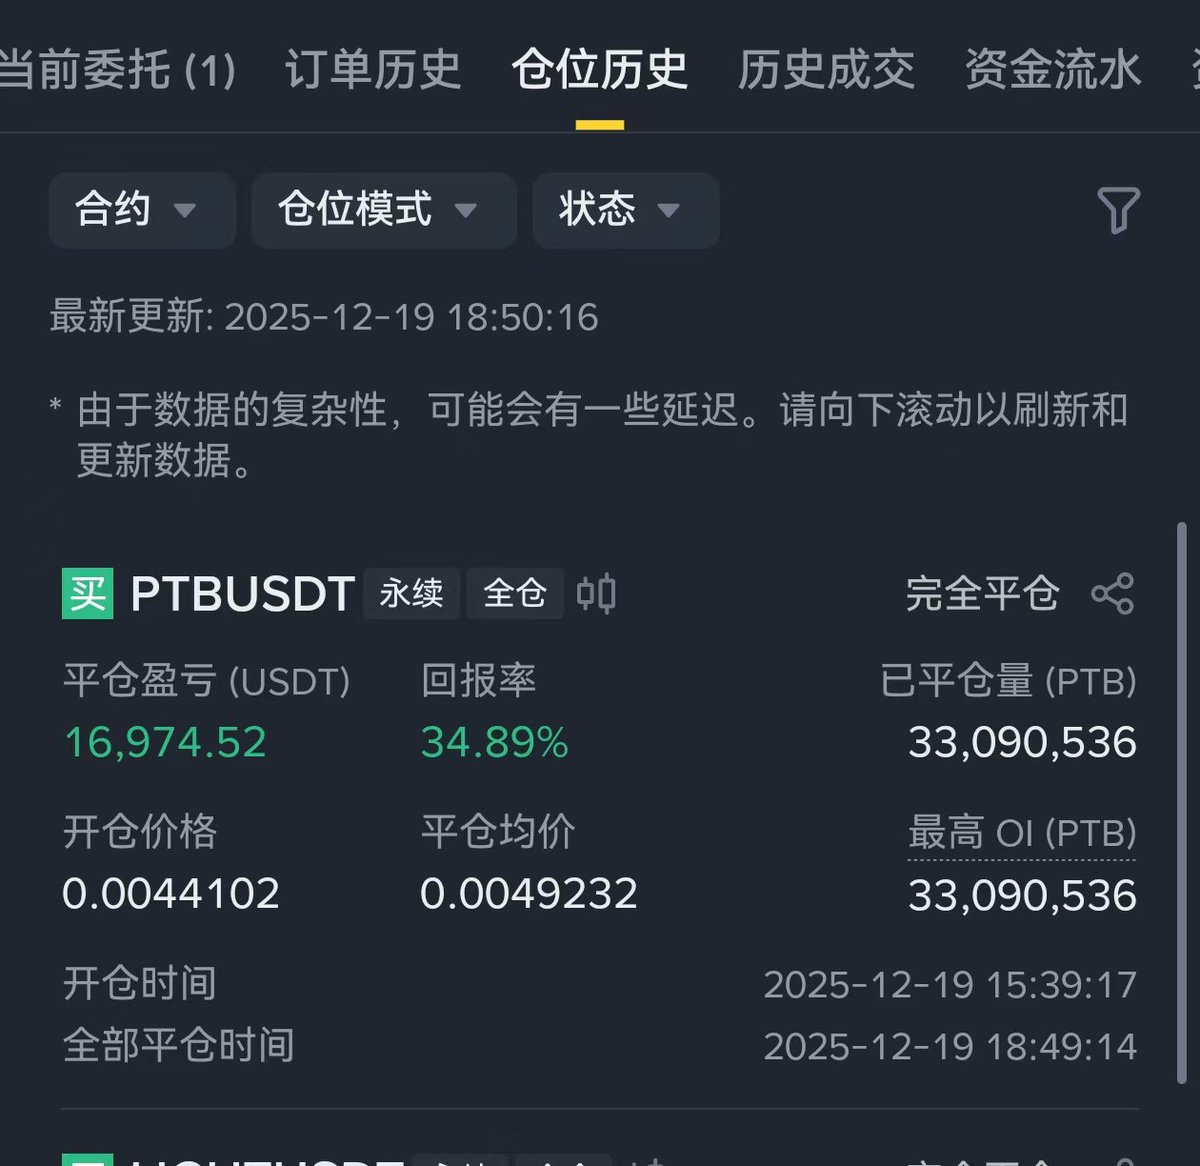 当前委托 (1) 订单历史 仓位历史 历史成交 资金流水
合约 仓位模式 状态
最新更新: 2025-12-19 18:50:16
* 由于数据的复杂性，可能会有一些延迟。请向下滚动以刷新和
更新数据。
买 PTBUSDT 永续 全仓 完全平仓
平仓盈亏 (USDT) 回报率 已平仓量 (PTB)
16,974.52 34.89% 33,090,536
开仓价格 平仓均价 最高 OI (PTB)
0.0044102 0.0049232 33,090,536
开仓时间 2025-12-19 15:39:17
全部平仓时间 2025-12-19 18:49:14